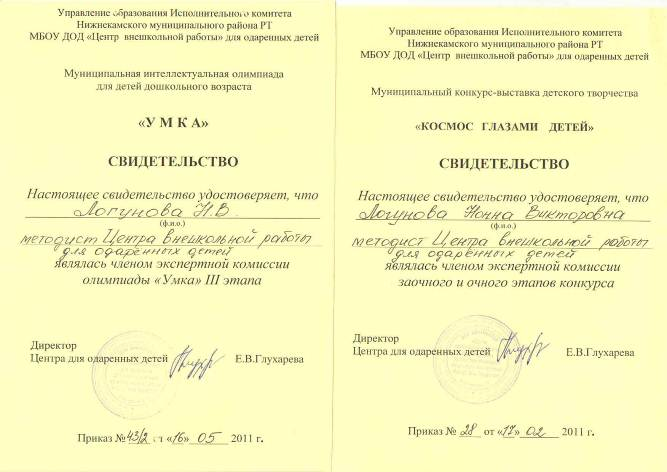 Управление образования Исполнительного комитета
Нижнекамского муниципального района РТ
МБОУ ДОД «Центр внешкольной работы» для одаренных детей
Муниципальная интеллектуальная олимпиада
для детей дошкольного возраста
«У М К А»
СВИДЕТЕЛЬСТВО
Настоящее свидетельство удостоверяет, что
Логунова Н.В.
(ф.и.о.)
методист Центра внешкольной работы
для одаренных детей
являлась членом экспертной комиссии
олимпиады «Умка» III этапа
Директор
Центра для одаренных детей Е.В.Глухарева
Приказ № 43/2 от «16» 05 2011 г.
Управление образования Исполнительного комитета
Нижнекамского муниципального района РТ
МБОУ ДОД «Центр внешкольной работы» для одаренных детей
Муниципальный конкурс-выставка детского творчества
«КОСМОС ГЛАЗАМИ ДЕТЕЙ»
СВИДЕТЕЛЬСТВО
Настоящее свидетельство удостоверяет, что
Логунова Нонна Викторовна
(ф.и.о.)
методист Центра внешкольной работы
для одаренных детей
являлась членом экспертной комиссии
заочного и очного этапов конкурса
Директор
Центра для одаренных детей Е.В.Глухарева
Приказ № 28 от «17» 02 2011 г.